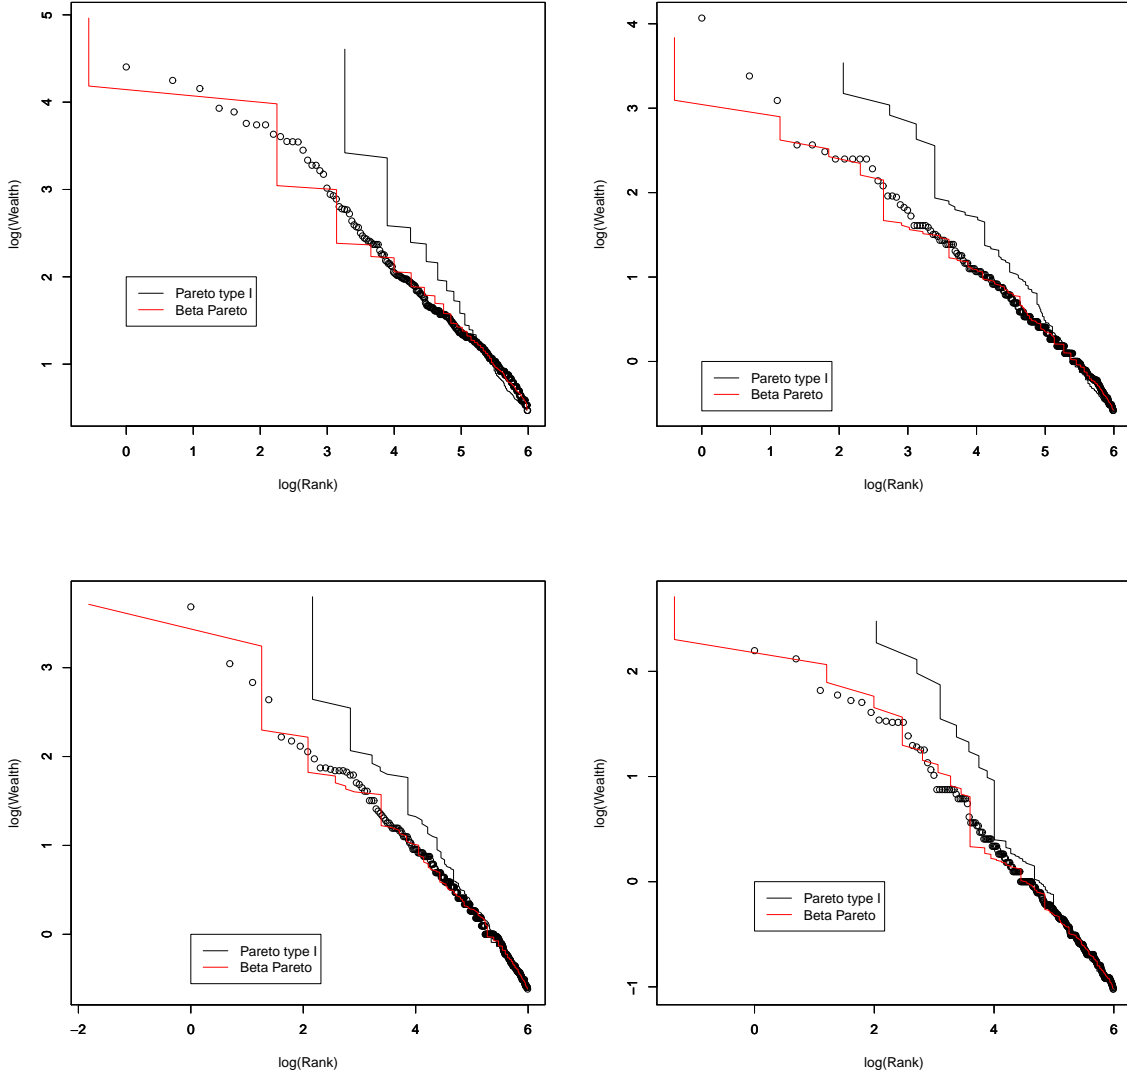 5
4
3
2
1
log(Wealth)
Pareto type I
Beta Pareto
0 1 2 3 4 5 6
log(Rank)
4
3
2
1
0
log(Wealth)
Pareto type I
Beta Pareto
0 1 2 3 4 5 6
log(Rank)
3
2
1
0
log(Wealth)
Pareto type I
Beta Pareto
−2 0 2 4 6
log(Rank)
2
1
0
−1
log(Wealth)
Pareto type I
Beta Pareto
0 2 4 6
log(Rank)